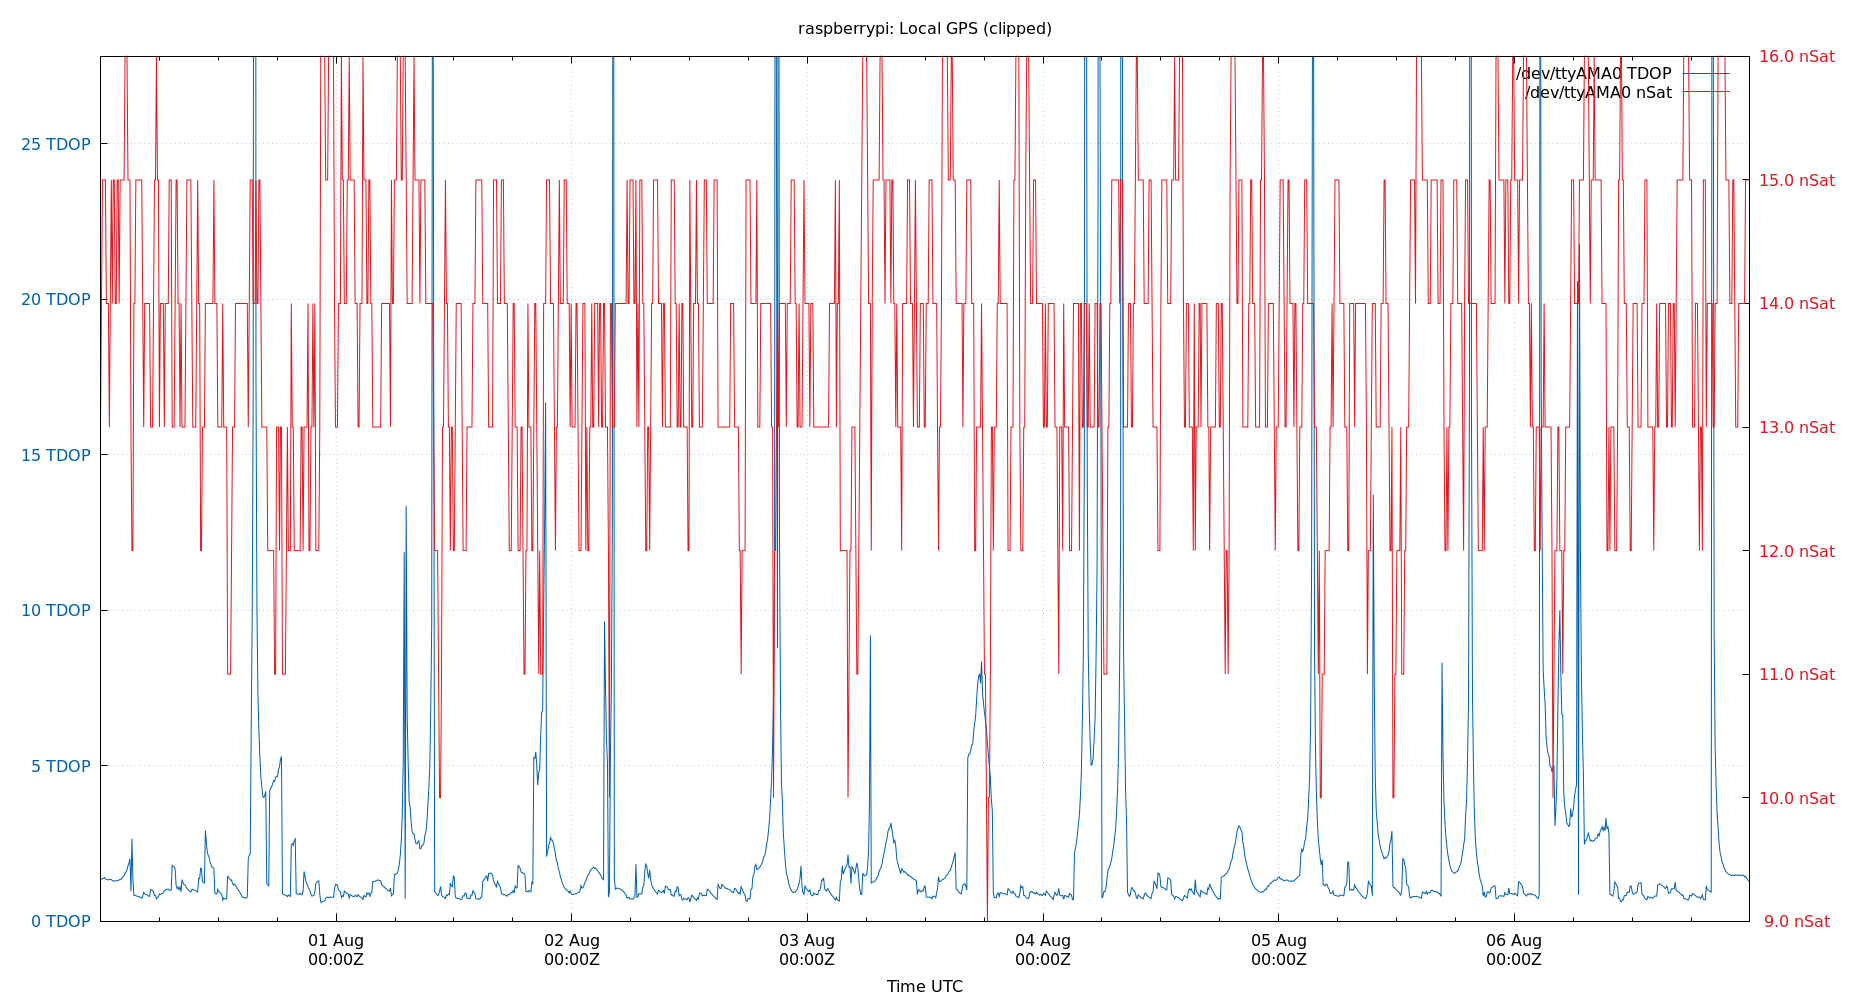 raspberrypi: Local GPS (clipped)
16.0 nSat
/dev/ttyAMA0 TDOP
/dev/ttyAMA0 nSat
25 TDOP
15.0 nSat
20 TDOP
14.0 nSat
15 TDOP
13.0 nSat
12.0 nSat
10 TDOP
11.0 nSat
5 TDOP
10.0 nSat
0 TDOP
9.0 nSat
01 Aug
00:00Z
02 Aug
00:00Z
03 Aug
00:00Z
04 Aug
00:00Z
05 Aug
00:00Z
06 Aug
00:00Z
Time UTC